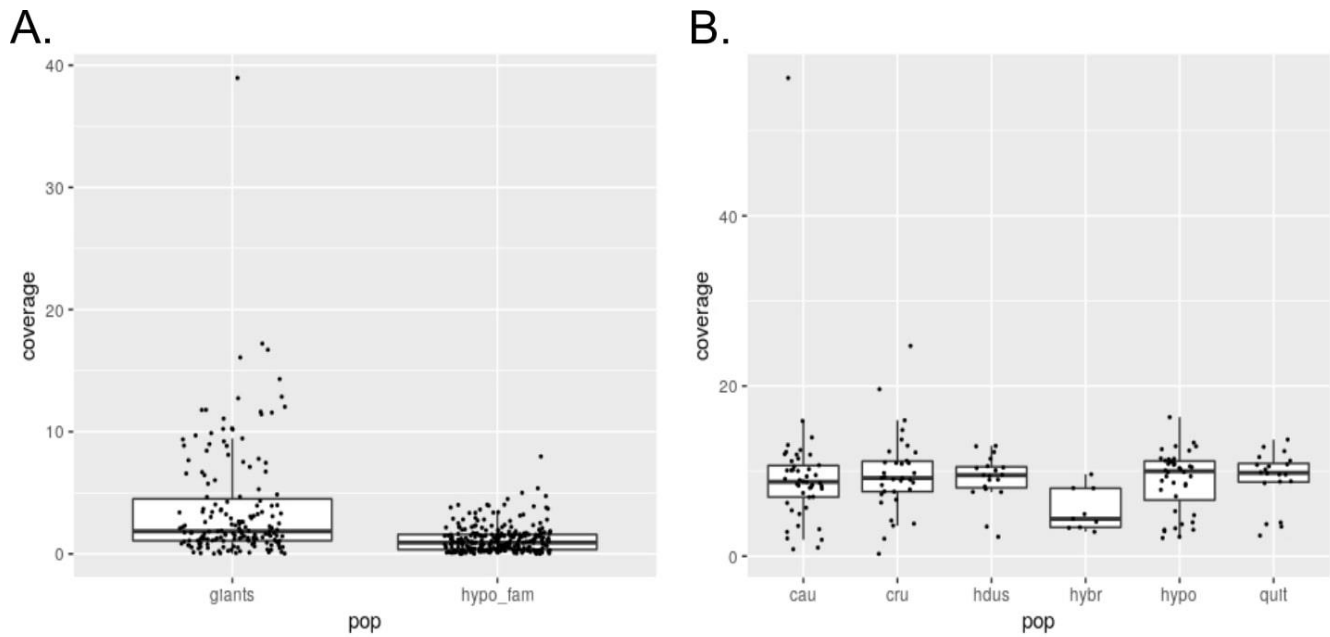 A.
40
30
20
10
0
coverage
giants
hypo_fam
pop
B.
40
20
0
coverage
cau
cru
hdus
hybr
hypo
quit
pop